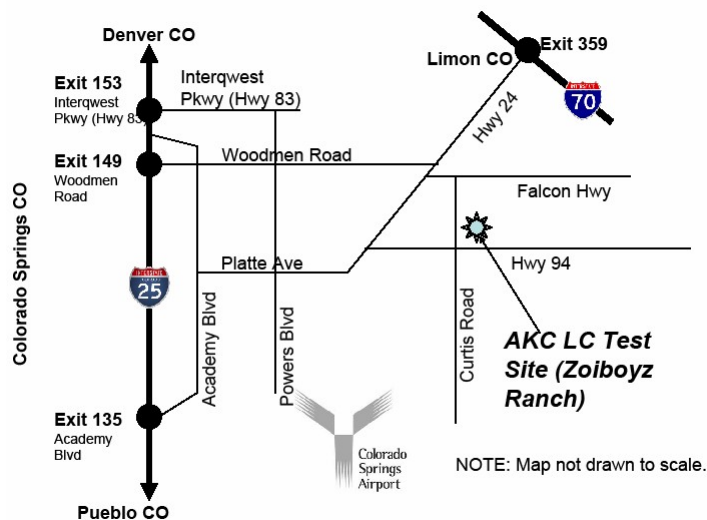 Denver CO
Exit 153
Interqwest
Pkwy (Hwy 83)
Interqwest
Pkwy (Hwy 83)
Limon CO
Exit 359
INTERSTATE
70
Hwy 24
Exit 149
Woodmen
Road
Woodmen Road
Falcon Hwy
Colorado Springs CO
Platte Ave
Hwy 94
INTERSTATE
25
Academy Blvd
Powers Blvd
Curtis Road
AKC LC Test
Site (Zoiboyz
Ranch)
Exit 135
Academy
Blvd
Colorado
Springs
Airport
NOTE: Map not drawn to scale.
Pueblo CO